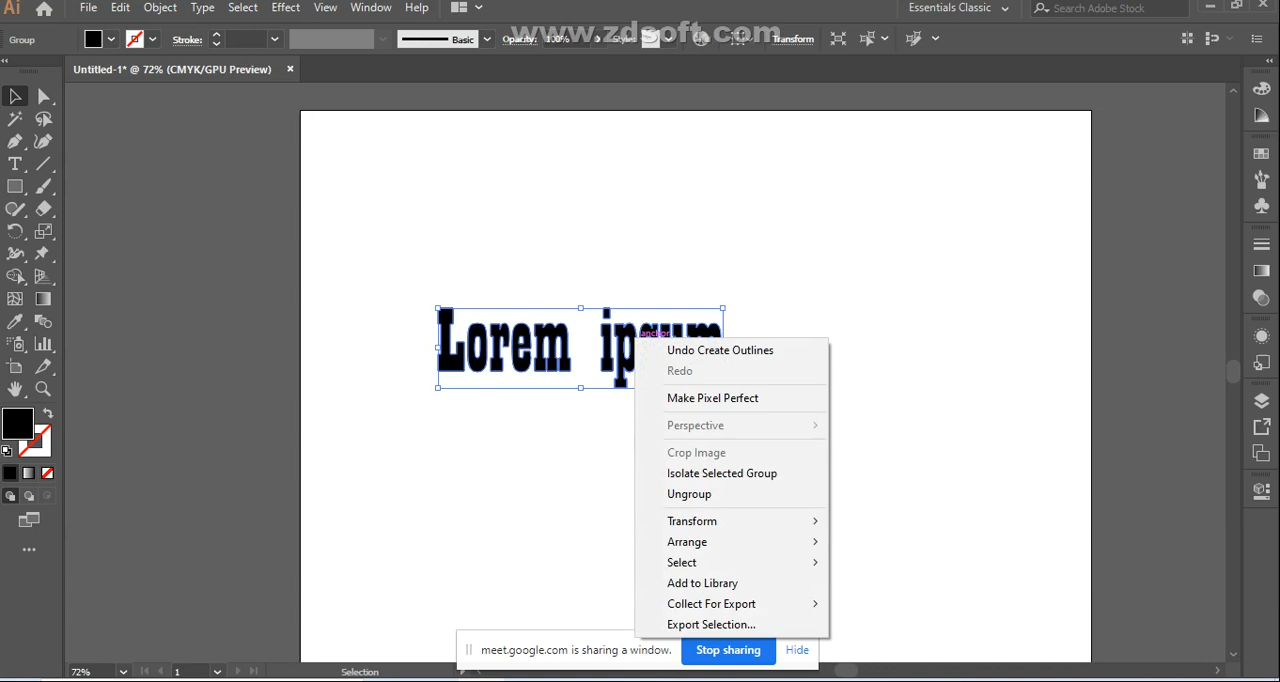 Ai File Edit Object Type Select Effect View Window Help Essentials Classic Search Adobe Stock
www.zdsoft.com
Group Stroke: Basic Opacity: 100% Style: Transform
Untitled-1* @ 72% (CMYK/GPU Preview)
Lorem ipsum
anchor
Undo Create Outlines
Redo
Make Pixel Perfect
Perspective
Crop Image
Isolate Selected Group
Ungroup
Transform
Arrange
Select
Add to Library
Collect For Export
Export Selection...
meet.google.com is sharing a window. Stop sharing Hide
72% 1 Selection